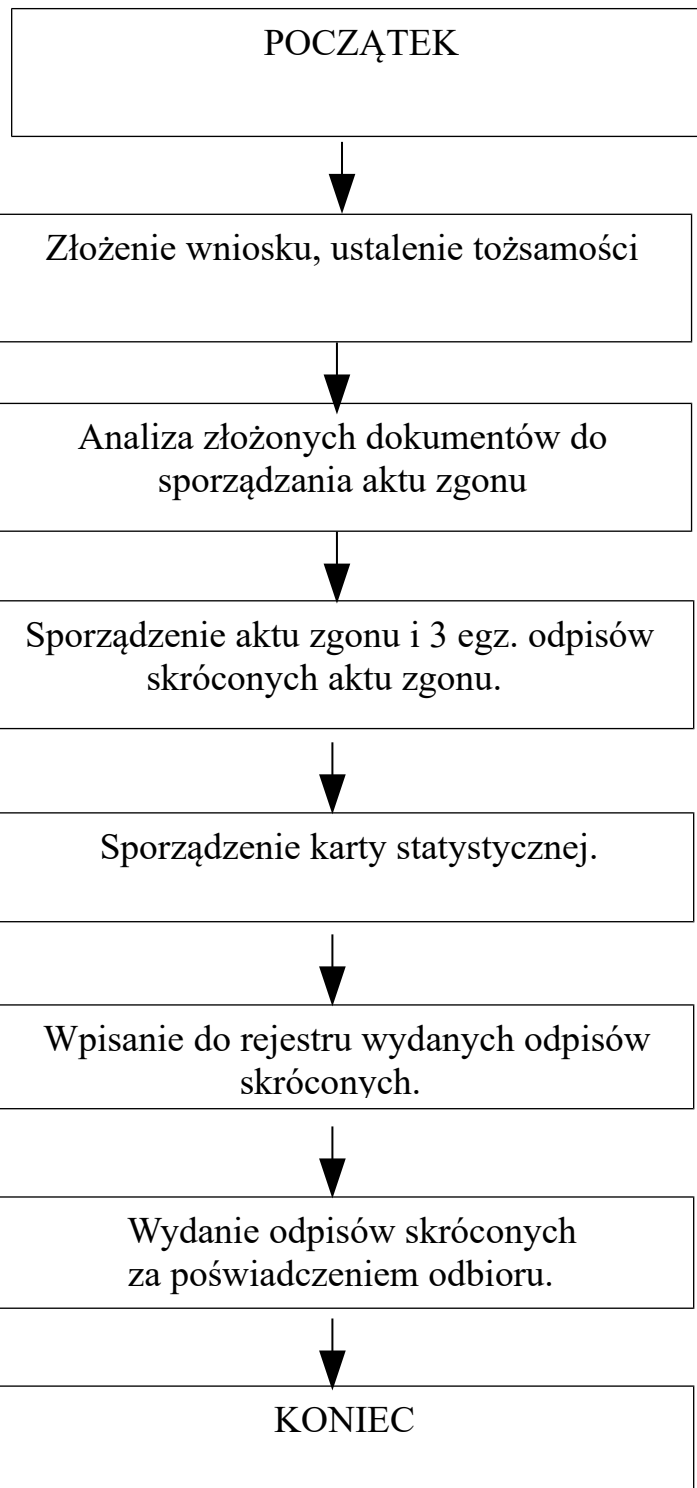 POCZĄTEK
Złożenie wniosku, ustalenie tożsamości
Analiza złożonych dokumentów do
sporządzania aktu zgonu
Sporządzenie aktu zgonu i 3 egz. odpisów
skróconych aktu zgonu.
Sporządzenie karty statystycznej.
Wpisanie do rejestru wydanych odpisów
skróconych.
Wydanie odpisów skróconych
za poświadczeniem odbioru.
KONIEC